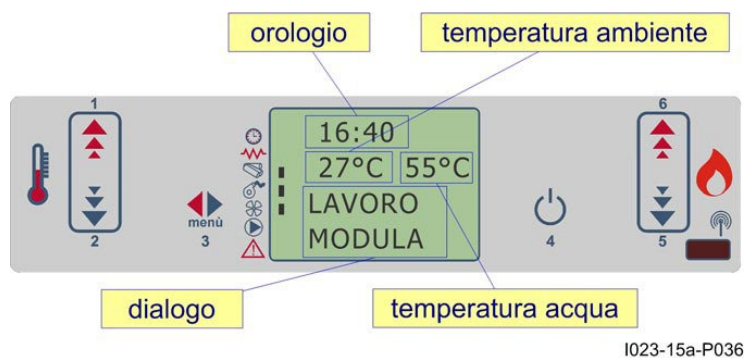 orologio
temperatura ambiente
1
6
16:40
27°C
55°C
LAVORO
MODULA
menù
2
3
4
5
dialogo
temperatura acqua
I023-15a-P036